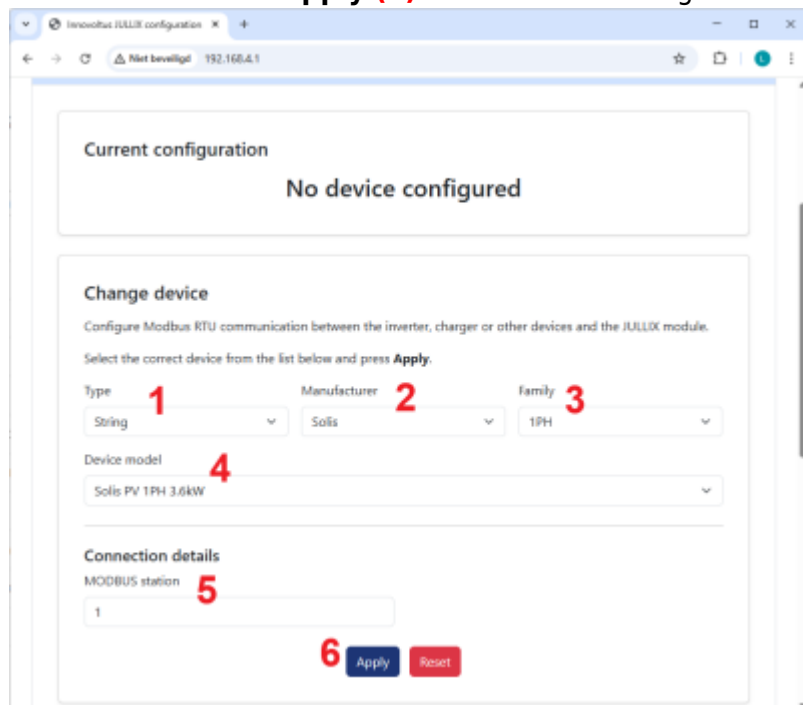 Apply
Innovoltus JULLIX configuration
Niet beveiligd 192.168.4.1
L
Current configuration
No device configured
Change device
Configure Modbus RTU communication between the inverter, charger or other devices and the JULLIX module.
Select the correct device from the list below and press Apply.
Type 1 Manufacturer 2 Family 3
String Solis 1PH
Device model 4
Solis PV 1PH 3.6kW
Connection details
MODBUS station 5
1
6 Apply Reset